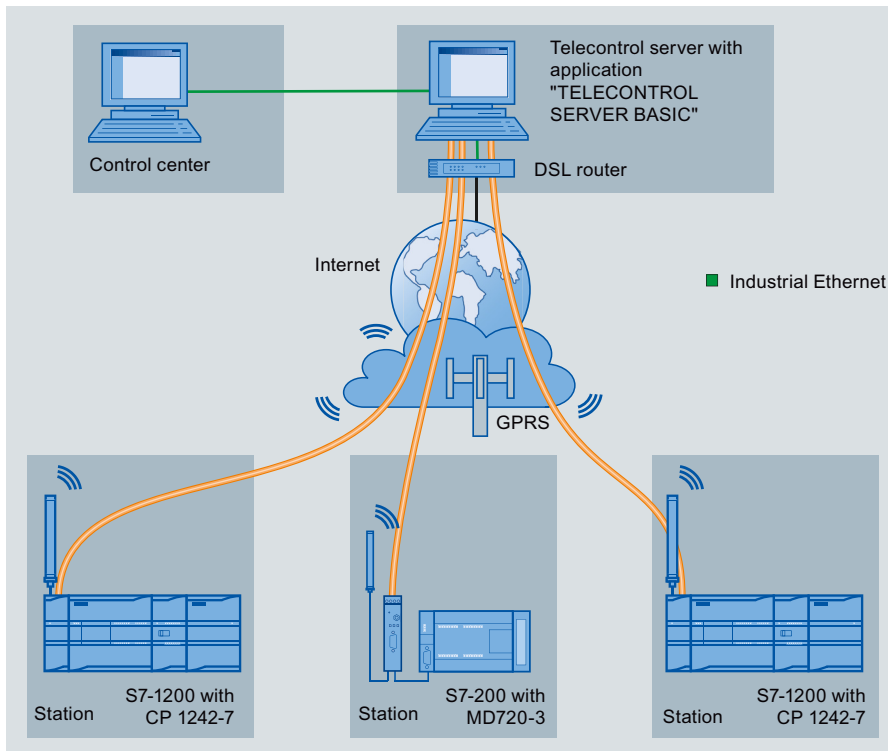 Control center
Telecontrol server with
application
"TELECONTROL
SERVER BASIC"
DSL router
Internet
Industrial Ethernet
GPRS
Station
S7-1200 with
CP 1242-7
Station
S7-200 with
MD720-3
Station
S7-1200 with
CP 1242-7